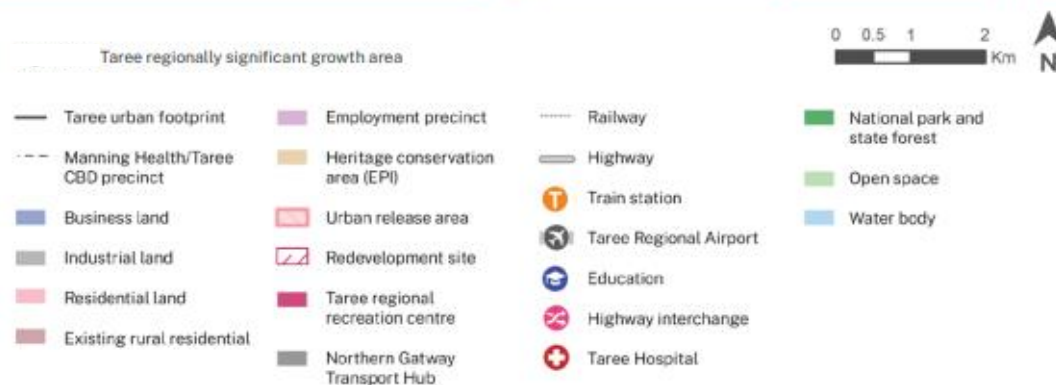 Taree regionally significant growth area
0 0.5 1 2
Km
N
Taree urban footprint
Manning Health/Taree
CBD precinct
Business land
Industrial land
Residential land
Existing rural residential
Employment precinct
Heritage conservation
area (EPI)
Urban release area
Redevelopment site
Taree regional
recreation centre
Northern Gatway
Transport Hub
Railway
Highway
T
Train station
Taree Regional Airport
Education
Highway interchange
Taree Hospital
National park and
state forest
Open space
Water body